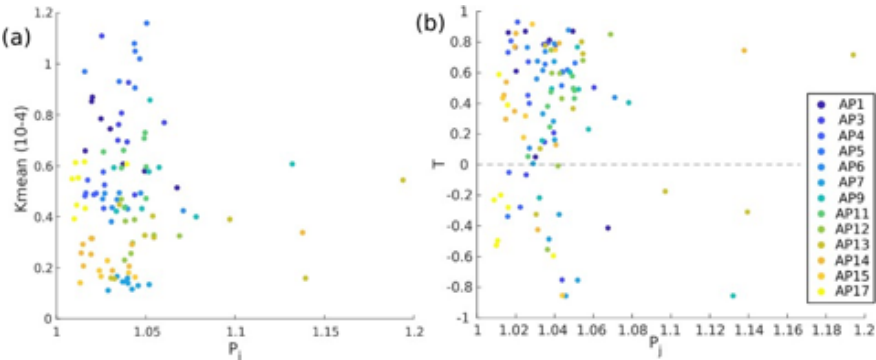 (a)
Kmean (10-4)
1.2
1
0.8
0.6
0.4
0.2
0
1 1.05 1.1 1.15 1.2
Pj
(b)
T
1
0.8
0.6
0.4
0.2
0
-0.2
-0.4
-0.6
-0.8
-1
1 1.02 1.04 1.06 1.08 1.1 1.12 1.14 1.16 1.18 1.2
Pj
AP1
AP3
AP4
AP5
AP6
AP7
AP9
AP11
AP12
AP13
AP14
AP15
AP17